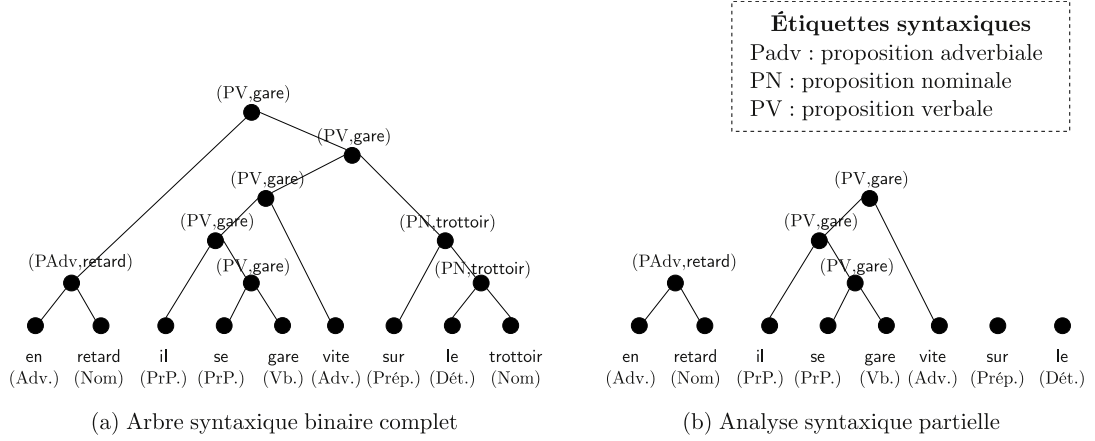 Étiquettes syntaxiques
Padv : proposition adverbiale
PN : proposition nominale
PV : proposition verbale
(PV,gare)
(PV,gare)
(PV,gare)
(PV,gare)
(PN,trottoir)
(PAdv,retard)
(PV,gare)
(PN,trottoir)
en retard il se gare vite sur le trottoir
(Adv.) (Nom) (PrP.) (PrP.) (Vb.) (Adv.) (Prép.) (Dét.) (Nom)
(a) Arbre syntaxique binaire complet
(PV,gare)
(PV,gare)
(PAdv,retard)
(PV,gare)
en retard il se gare vite sur le
(Adv.) (Nom) (PrP.) (PrP.) (Vb.) (Adv.) (Prép.) (Dét.)
(b) Analyse syntaxique partielle